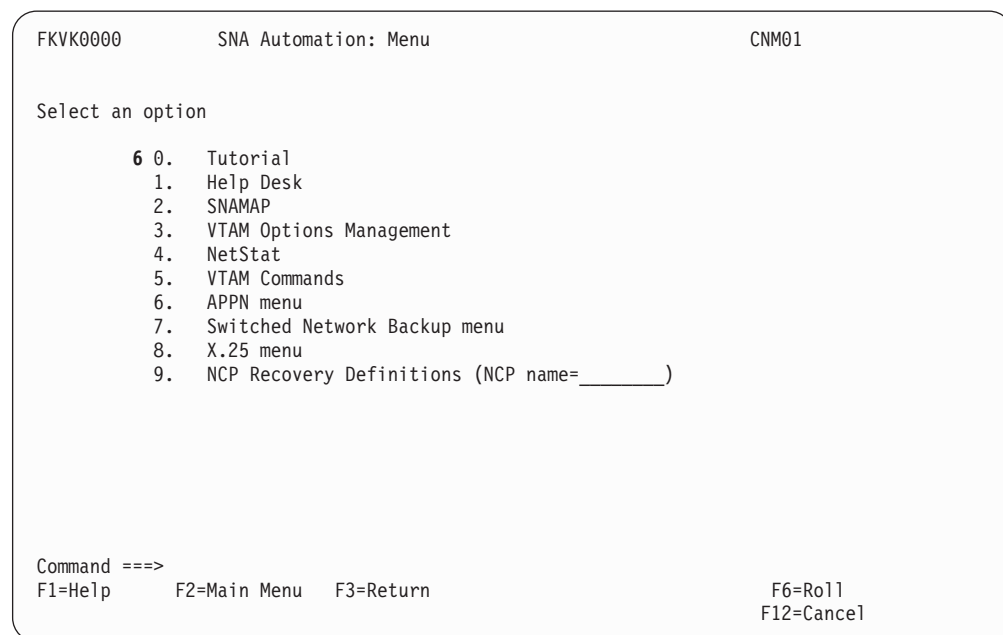 FKVK0000 SNA Automation: Menu CNM01
Select an option
6 0. Tutorial
1. Help Desk
2. SNAMAP
3. VTAM Options Management
4. NetStat
5. VTAM Commands
6. APPN menu
7. Switched Network Backup menu
8. X.25 menu
9. NCP Recovery Definitions (NCP name=________)
Command ===>
F1=Help F2=Main Menu F3=Return F6=Roll
F12=Cancel